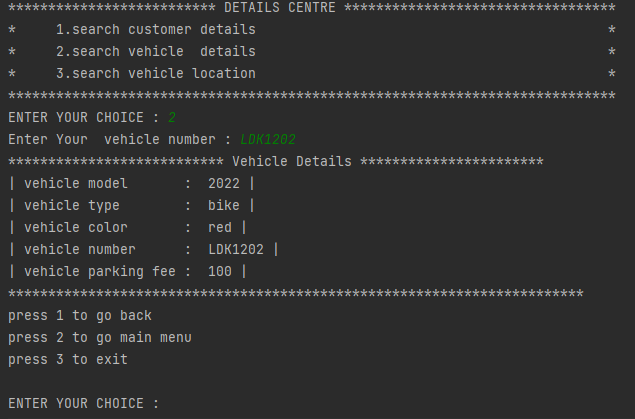 ************************** DETAILS CENTRE **********************************
*     1.search customer details                                            *
*     2.search vehicle  details                                            *
*     3.search vehicle location                                            *
****************************************************************************
ENTER YOUR CHOICE : 2
Enter Your  vehicle number : LDK1202
*************************** Vehicle Details ***********************
| vehicle model       :  2022 |
| vehicle type        :  bike |
| vehicle color       :  red |
| vehicle number      :  LDK1202 |
| vehicle parking fee :  100 |
************************************************************************
press 1 to go back
press 2 to go main menu
press 3 to exit
ENTER YOUR CHOICE :